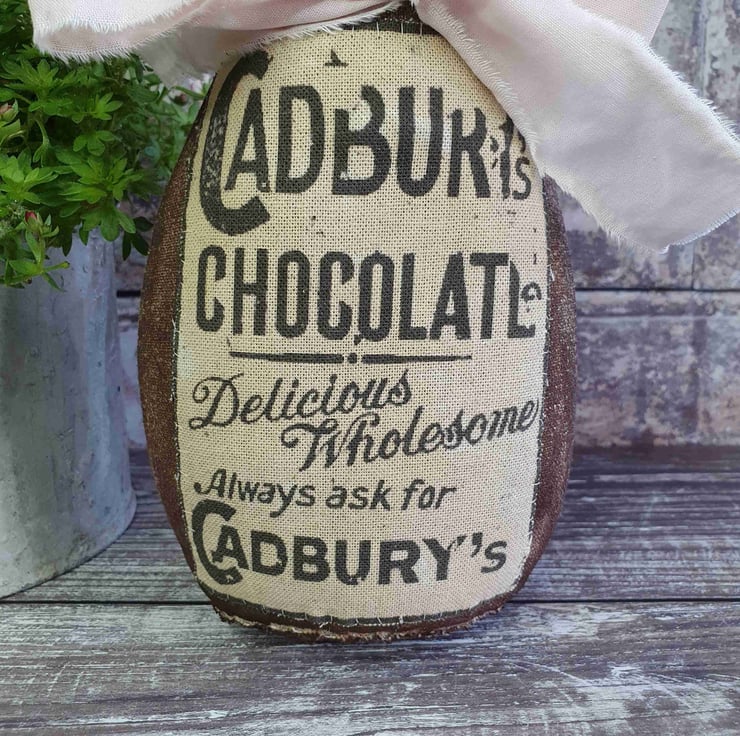 CADBURY'S
CHOCOLATE
Delicious
Wholesome
Always ask for
CADBURY's